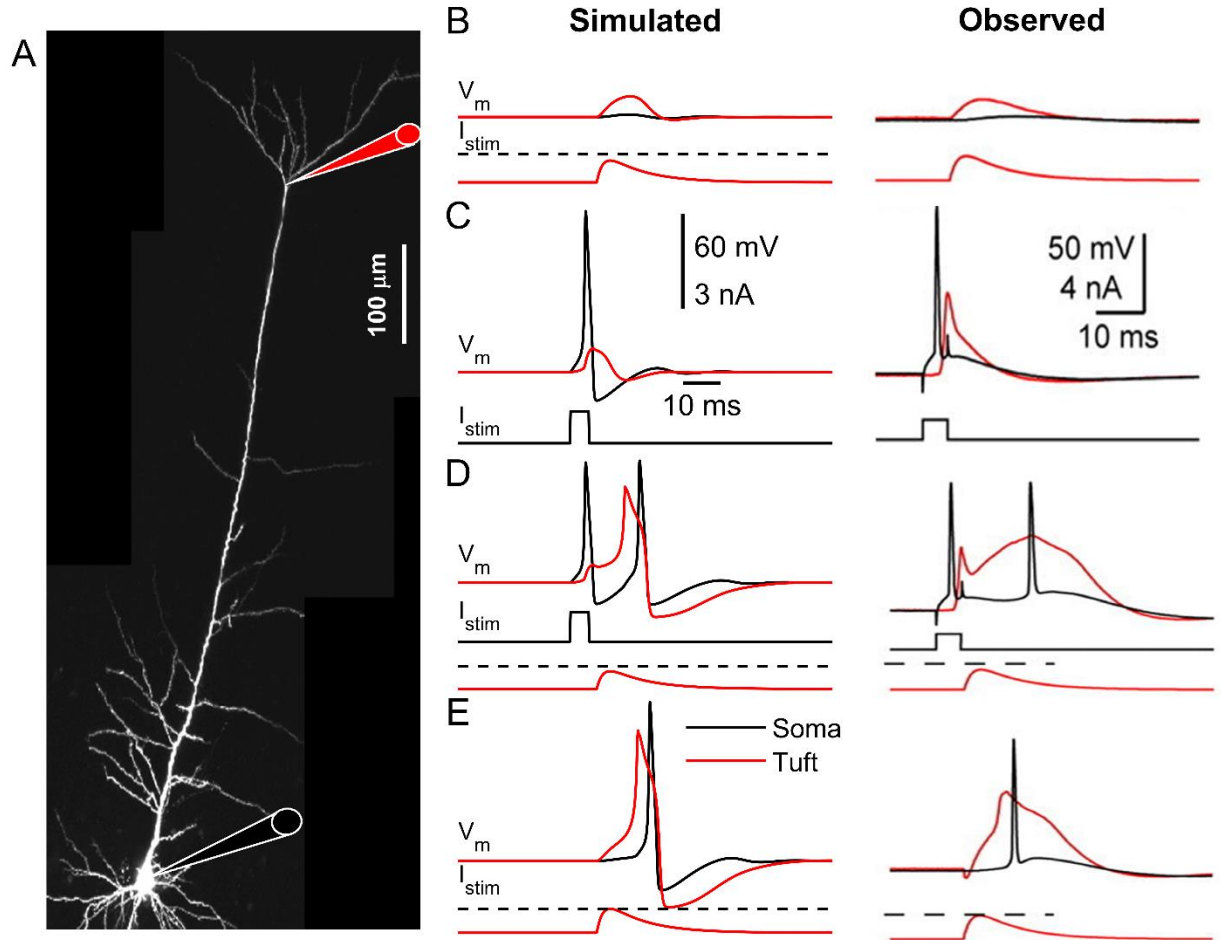 A
100 µm
B
Simulated
Observed
Vm
Istim
C
60 mV
3 nA
50 mV
4 nA
10 ms
Vm
10 ms
Istim
D
Vm
Istim
E
Soma
Tuft
Vm
Istim